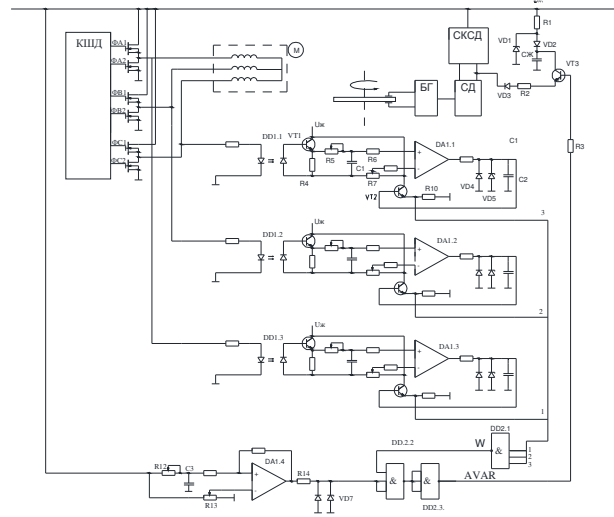 R1
КШД
СКСД
VD1
VD2
СЖ
VT3
ФА1
ФА2
М
ФВ1
ФВ2
БГ
СД
VD3
R2
ФС1
ФС2
R3
DD1.1
VT1
Uж
R5
R6
C1
R4
R7
DA1.1
C1
VT2
R10
VD4
VD5
C2
3
DD1.2
Uж
DA1.2
2
DD1.3
Uж
DA1.3
1
DD2.1
DD.2.2
W
&
1
2
3
R12
C3
DA1.4
R14
AVAR
R13
VD7
&
&
DD2.3.